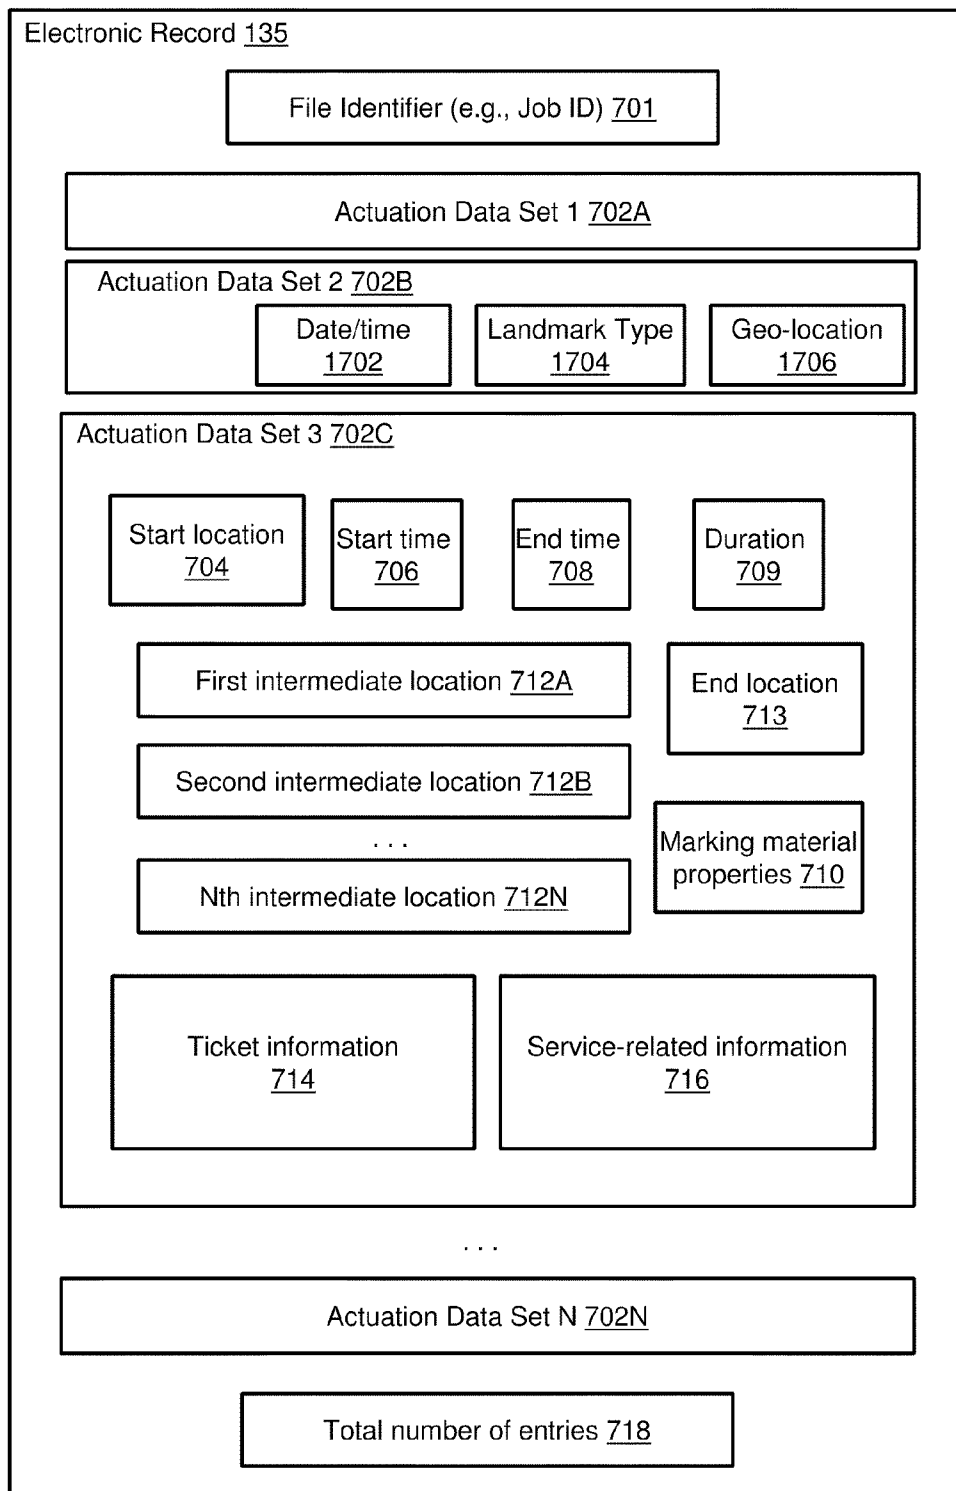 Electronic Record 135
File Identifier (e.g., Job ID) 701
Actuation Data Set 1 702A
Actuation Data Set 2 702B
Date/time
1702
Landmark Type
1704
Geo-location
1706
Actuation Data Set 3 702C
Start location
704
Start time
706
End time
708
Duration
709
First intermediate location 712A
End location
713
Second intermediate location 712B
. . .
Marking material
properties 710
Nth intermediate location 712N
Ticket information
714
Service-related information
716
. . .
Actuation Data Set N 702N
Total number of entries 718